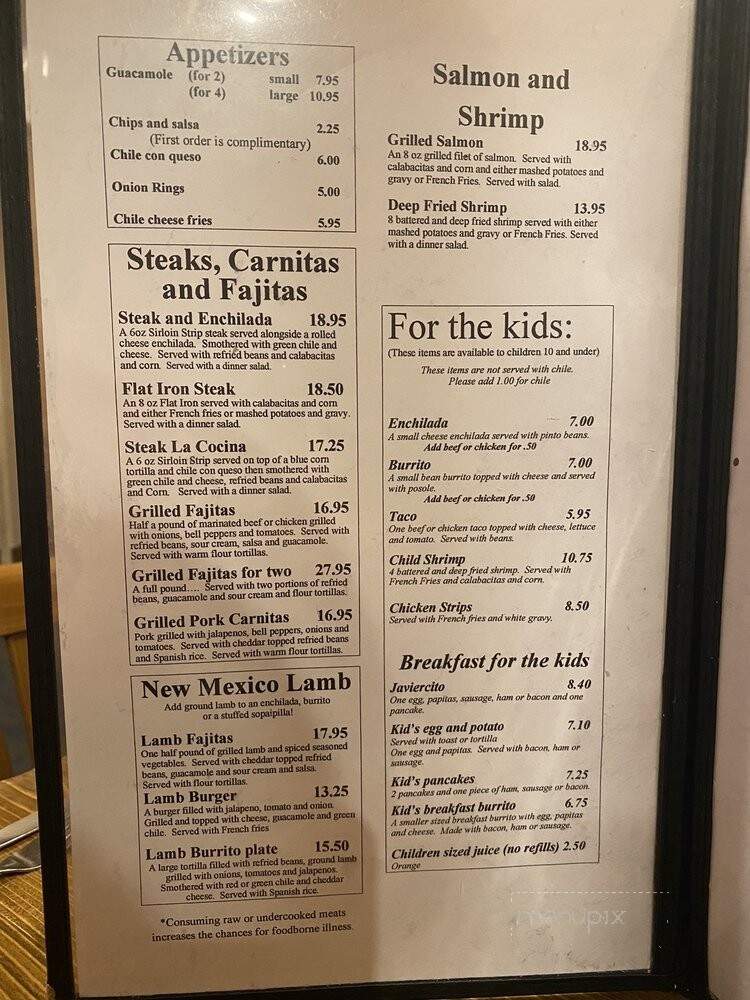 Appetizers
Guacamole (for 2) small 7.95
(for 4) large 10.95
Chips and salsa 2.25
(First order is complimentary)
Chile con queso 6.00
Onion Rings 5.00
Chile cheese fries 5.95
Steaks, Carnitas
and Fajitas
Steak and Enchilada 18.95
A 6oz Sirloin Strip steak served alongside a rolled
cheese enchilada. Smothered with green chile and
cheese. Served with refried beans and calabacitas
and corn. Served with a dinner salad.
Flat Iron Steak 18.50
An 8 oz Flat Iron served with calabacitas and corn
and either French fries or mashed potatoes and gravy.
Served with a dinner salad.
Steak La Cocina 17.25
A 6 oz Sirloin Strip served on top of a blue corn
tortilla and chile con queso then smothered with
green chile and cheese, refried beans and calabacitas
and Corn. Served with a dinner salad.
Grilled Fajitas 16.95
Half a pound of marinated beef or chicken grilled
with onions, bell peppers and tomatoes. Served with
refried beans, sour cream, salsa and guacamole.
Served with warm flour tortillas.
Grilled Fajitas for two 27.95
A full pound.... Served with two portions of refried
beans, guacamole and sour cream and flour tortillas.
Grilled Pork Carnitas 16.95
Pork grilled with jalapenos, bell peppers, onions and
tomatoes. Served with cheddar topped refried beans
and Spanish rice. Served with warm flour tortillas.
New Mexico Lamb
Add ground lamb to an enchilada, burrito
or a stuffed sopaipilla!
Lamb Fajitas 17.95
One half pound of grilled lamb and spiced seasoned
vegetables. Served with cheddar topped refried
beans, guacamole and sour cream and salsa.
Served with flour tortillas.
Lamb Burger 13.25
A burger filled with jalapeno, tomato and onion.
Grilled and topped with cheese, guacamole and green
chile. Served with French fries
Lamb Burrito plate 15.50
A large tortilla filled with refried beans, ground lamb
grilled with onions, tomatoes and jalapenos.
Smothered with red or green chile and cheddar
cheese. Served with Spanish rice.
*Consuming raw or undercooked meats
increases the chances for foodborne illness.
Salmon and
Shrimp
Grilled Salmon 18.95
An 8 oz grilled filet of salmon. Served with
calabacitas and corn and either mashed potatoes and
gravy or French Fries. Served with salad.
Deep Fried Shrimp 13.95
8 battered and deep fried shrimp served with either
mashed potatoes and gravy or French Fries. Served
with a dinner salad.
For the kids:
(These items are available to children 10 and under)
These items are not served with chile.
Please add 1.00 for chile
Enchilada 7.00
A small cheese enchilada served with pinto beans.
Add beef or chicken for .50
Burrito 7.00
A small bean burrito topped with cheese and served
with posole.
Add beef or chicken for .50
Taco 5.95
One beef or chicken taco topped with cheese, lettuce
and tomato. Served with beans.
Child Shrimp 10.75
4 battered and deep fried shrimp. Served with
French Fries and calabacitas and corn.
Chicken Strips 8.50
Served with French fries and white gravy.
Breakfast for the kids
Javiercito 8.40
One egg, papitas, sausage, ham or bacon and one
pancake.
Kid's egg and potato 7.10
Served with toast or tortilla
One egg and papitas. Served with bacon, ham or
sausage.
Kid's pancakes 7.25
2 pancakes and one piece of ham, sausage or bacon.
Kid's breakfast burrito 6.75
A smaller sized breakfast burrito with egg, papitas
and cheese. Made with bacon, ham or sausage.
Children sized juice (no refills) 2.50
Orange
menupix